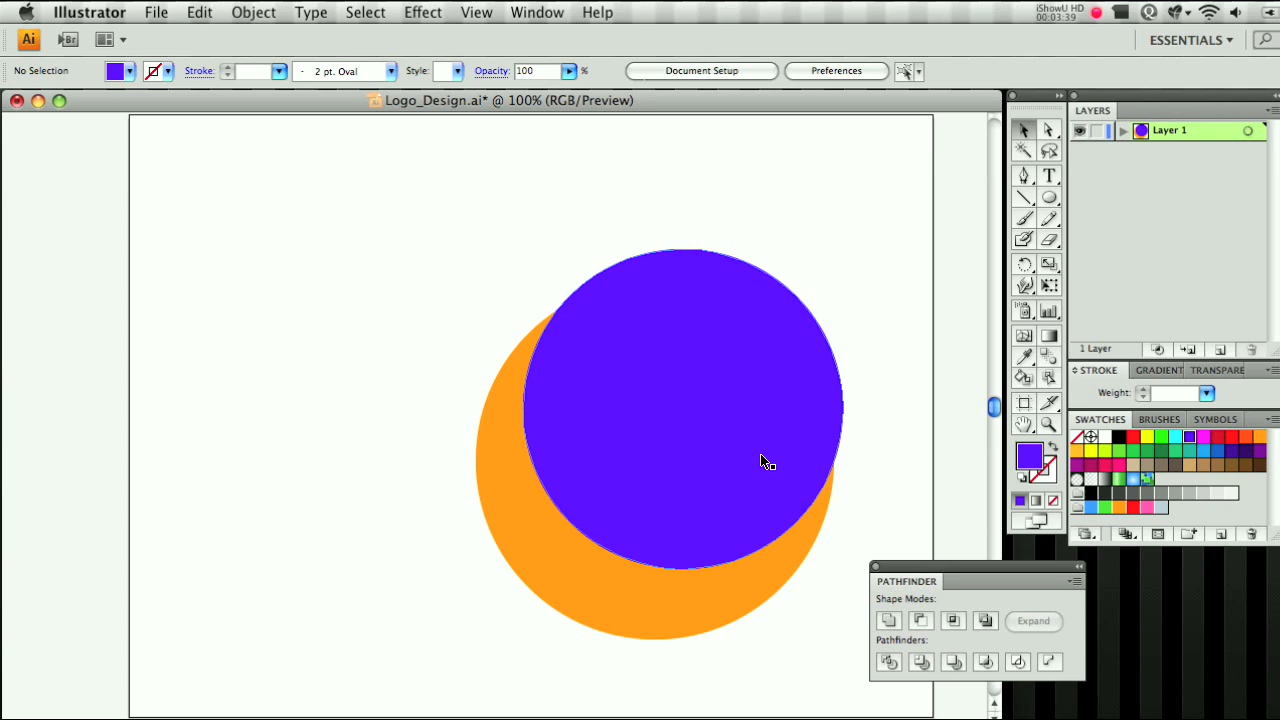 Illustrator File Edit Object Type Select Effect View Window Help
iShowU HD
00:03:39
Ai Br ESSENTIALS
No Selection Stroke: 2 pt. Oval Style: Opacity: 100 % Document Setup Preferences
Logo_Design.ai* @ 100% (RGB/Preview)
LAYERS
Layer 1
T
1 Layer
STROKE GRADIENT TRANSPARE
Weight:
SWATCHES BRUSHES SYMBOLS
PATHFINDER
Shape Modes:
Expand
Pathfinders: